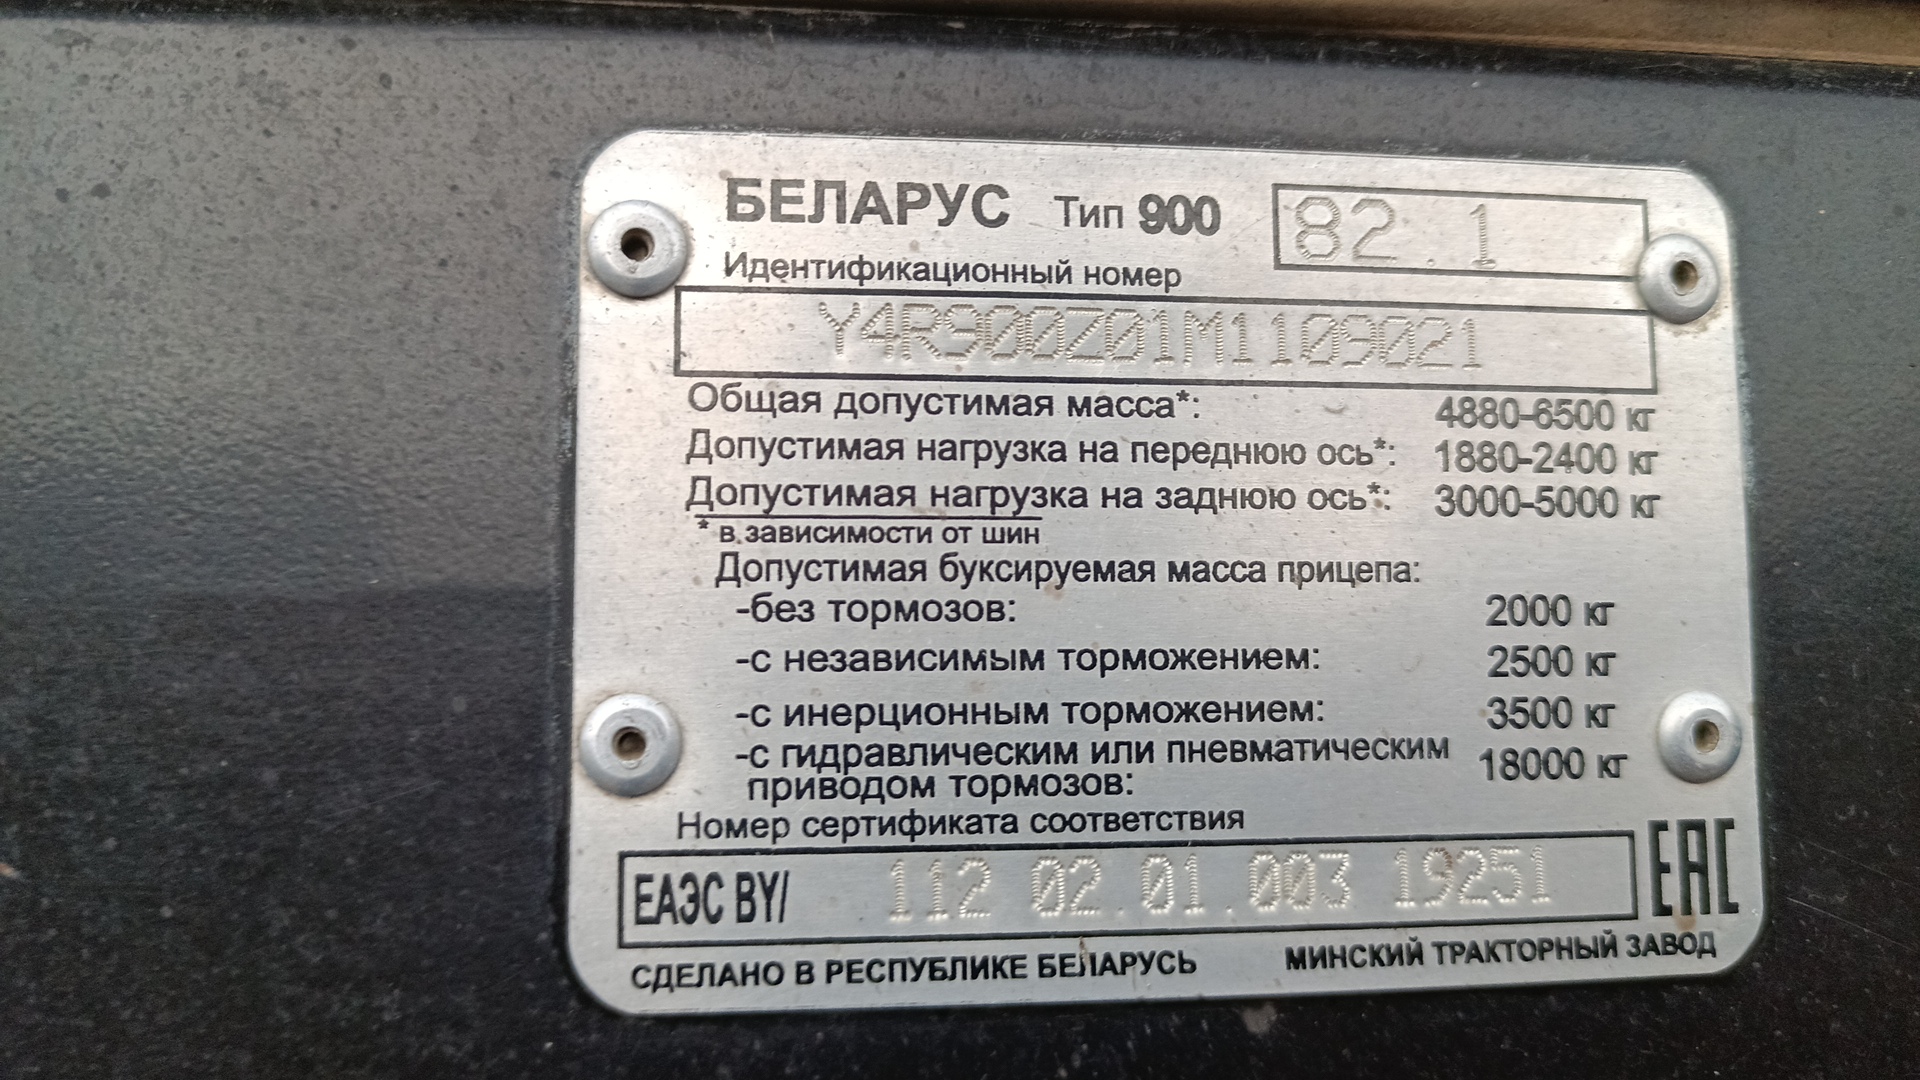 БЕЛАРУС Тип 900 82.1
Идентификационный номер
Y4R900Z01M1109021
Общая допустимая масса*: 4880-6500 кг
Допустимая нагрузка на переднюю ось*: 1880-2400 кг
Допустимая нагрузка на заднюю ось*: 3000-5000 кг
* в зависимости от шин
Допустимая буксируемая масса прицепа:
-без тормозов: 2000 кг
-с независимым торможением: 2500 кг
-с инерционным торможением: 3500 кг
-с гидравлическим или пневматическим 18000 кг
приводом тормозов:
Номер сертификата соответствия
ЕАЭС BY/ 112 02.01.003 19251 EAC
СДЕЛАНО В РЕСПУБЛИКЕ БЕЛАРУСЬ МИНСКИЙ ТРАКТОРНЫЙ ЗАВОД